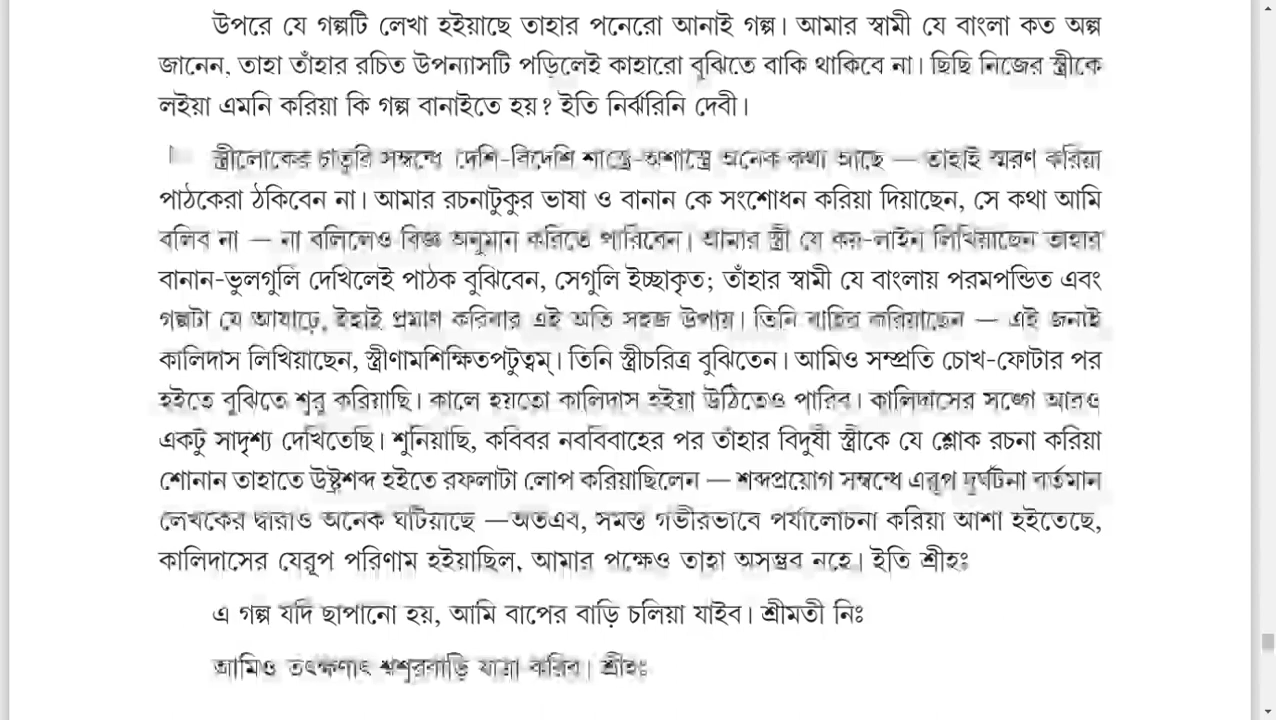 উপরে যে গল্পটি লেখা হইয়াছে তাহার পনেরো আনাই গল্প। আমার স্বামী যে বাংলা কত অল্প
জানেন, তাহা তাঁহার রচিত উপন্যাসটি পড়িলেই কাহারো বুঝিতে বাকি থাকিবে না। ছিছি নিজের স্ত্রীকে
লইয়া এমনি করিয়া কি গল্প বানাইতে হয়? ইতি নির্ঝরিনি দেবী।
স্ত্রীলোকের চাতুরি সম্বন্ধে দেশি-বিদেশি শাস্ত্রে-অশাস্ত্রে অনেক কথা আছে — তাহাই স্মরণ করিয়া
পাঠকেরা ঠকিবেন না। আমার রচনাটুকুর ভাষা ও বানান কে সংশোধন করিয়া দিয়াছেন, সে কথা আমি
বলিব না — না বলিলেও বিজ্ঞ অনুমান করিতে পারিবেন। আমার স্ত্রী যে কয়-লাইন লিখিয়াছেন তাহার
বানান-ভুলগুলি দেখিলেই পাঠক বুঝিবেন, সেগুলি ইচ্ছাকৃত; তাঁহার স্বামী যে বাংলায় পরমপন্ডিত এবং
গল্পটা যে আষাঢ়ে, ইহাই প্রমাণ করিবার এই অতি সহজ উপায়। তিনি বাহির করিয়াছেন — এই জন্যই
কালিদাস লিখিয়াছেন, স্ত্রীণামশিক্ষিতপটুত্বম্। তিনি স্ত্রীচরিত্র বুঝিতেন। আমিও সম্প্রতি চোখ-ফোটার পর
হইতে বুঝিতে শুরু করিয়াছি। কালে হয়তো কালিদাস হইয়া উঠিতেও পারিব। কালিদাসের সঙ্গে আরও
একটু সাদৃশ্য দেখিতেছি। শুনিয়াছি, কবিবর নববিবাহের পর তাঁহার বিদুষী স্ত্রীকে যে শ্লোক রচনা করিয়া
শোনান তাহাতে উষ্ট্রশব্দ হইতে রফলাটা লোপ করিয়াছিলেন — শব্দপ্রয়োগ সম্বন্ধে এরূপ দুর্ঘটনা বর্তমান
লেখকের দ্বারাও অনেক ঘটিয়াছে —অতএব, সমস্ত গভীরভাবে পর্যালোচনা করিয়া আশা হইতেছে,
কালিদাসের যেরূপ পরিণাম হইয়াছিল, আমার পক্ষেও তাহা অসম্ভব নহে। ইতি শ্রীহঃ
এ গল্প যদি ছাপানো হয়, আমি বাপের বাড়ি চলিয়া যাইব। শ্রীমতী নিঃ
আমিও তৎক্ষণাৎ শ্বশুরবাড়ি যাত্রা করিব। শ্রীহঃ